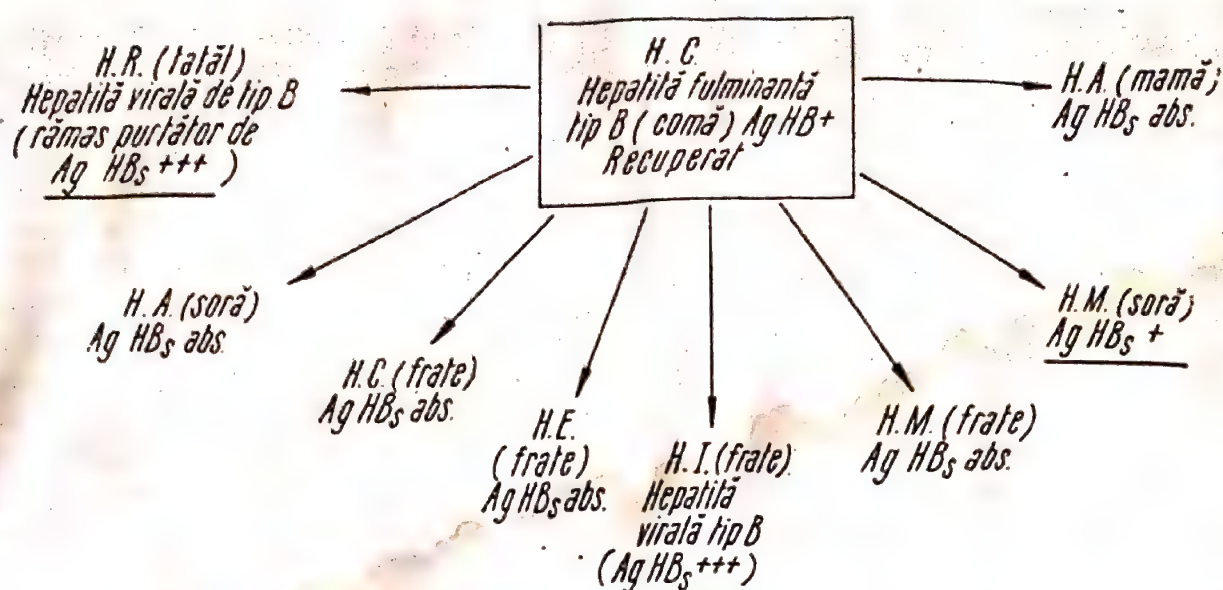 H.R. (tatăl)
Hepatită virală de tip B
(rămas purtător de
Ag HBs +++)
H.C.
Hepatită fulminantă
tip B (comă) Ag HB+
Recuperat
H.A. (mamă)
Ag HBs abs.
H.A. (soră)
Ag HBs abs.
H.C. (frate)
Ag HBs abs.
H.E.
(frate)
Ag HBs abs.
H.I. (frate)
Hepatită
virală tip B
(Ag HBs +++)
H.M. (frate)
Ag HBs abs.
H.M. (soră)
Ag HBs +